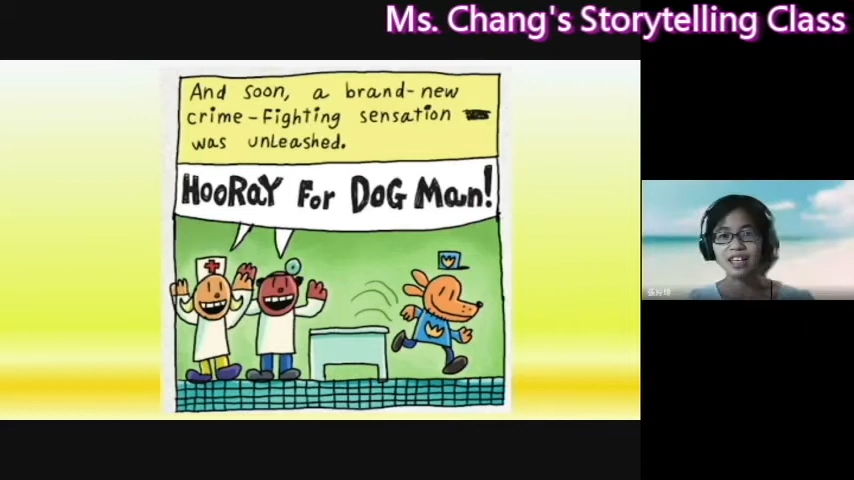 Ms. Chang's Storytelling Class
And soon, a brand-new
crime-fighting sensation
was unleashed.
HOORAY For DOG Man!